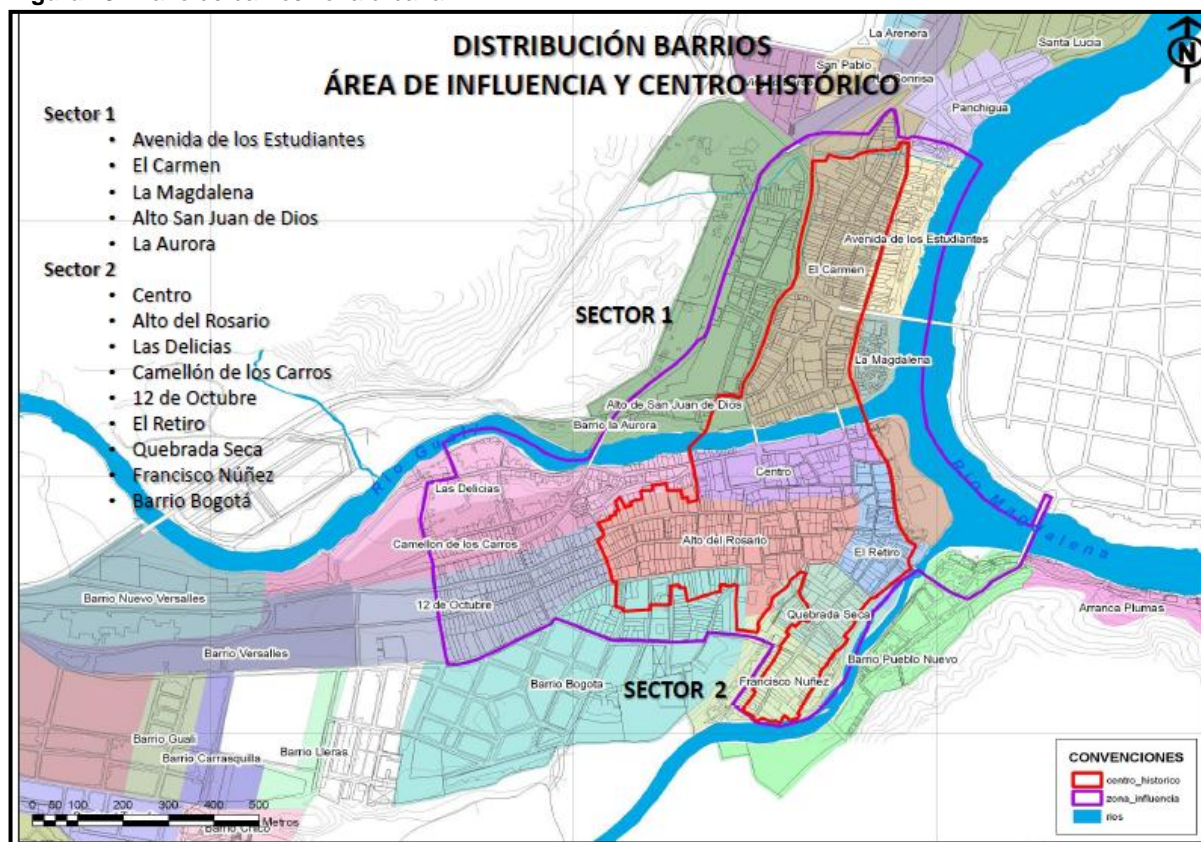 DISTRIBUCIÓN BARRIOS
ÁREA DE INFLUENCIA Y CENTRO HISTÓRICO
Sector 1
• Avenida de los Estudiantes
• El Carmen
• La Magdalena
• Alto San Juan de Dios
• La Aurora
Sector 2
• Centro
• Alto del Rosario
• Las Delicias
• Camellón de los Carros
• 12 de Octubre
• El Retiro
• Quebrada Seca
• Francisco Núñez
• Barrio Bogotá
La Arenera
Santa Lucia
N
San Pablo
Panchigua
Avenida de los Estudiantes
El Carmen
SECTOR 1
La Magdalena
Alto de San Juan de Dios
Barrio la Aurora
Río Gualí
Centro
Las Delicias
Río Magdalena
Camellon de los Carros
Alto del Rosario
El Retiro
Barrio Nuevo Versalles
12 de Octubre
Quebrada Seca
Arranca Plumas
Barrio Versalles
Barrio Pueblo Nuevo
Barrio Bogota
SECTOR 2
Francisco Nuñez
Barrio Guali
Barrio Carrasquilla
Barrio Lleras
Barrio Chico
0 50 100 200 300 400 500
Metros
CONVENCIONES
centro_historico
zona_influencia
rios